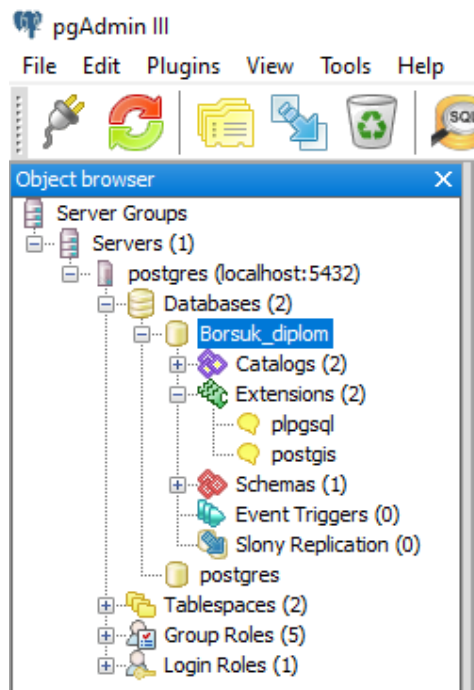 pgAdmin III
File Edit Plugins View Tools Help
SQL
Object browser
Server Groups
Servers (1)
postgres (localhost:5432)
Databases (2)
Borsuk_diplom
Catalogs (2)
Extensions (2)
plpgsql
postgis
Schemas (1)
Event Triggers (0)
Slony Replication (0)
postgres
Tablespaces (2)
Group Roles (5)
Login Roles (1)